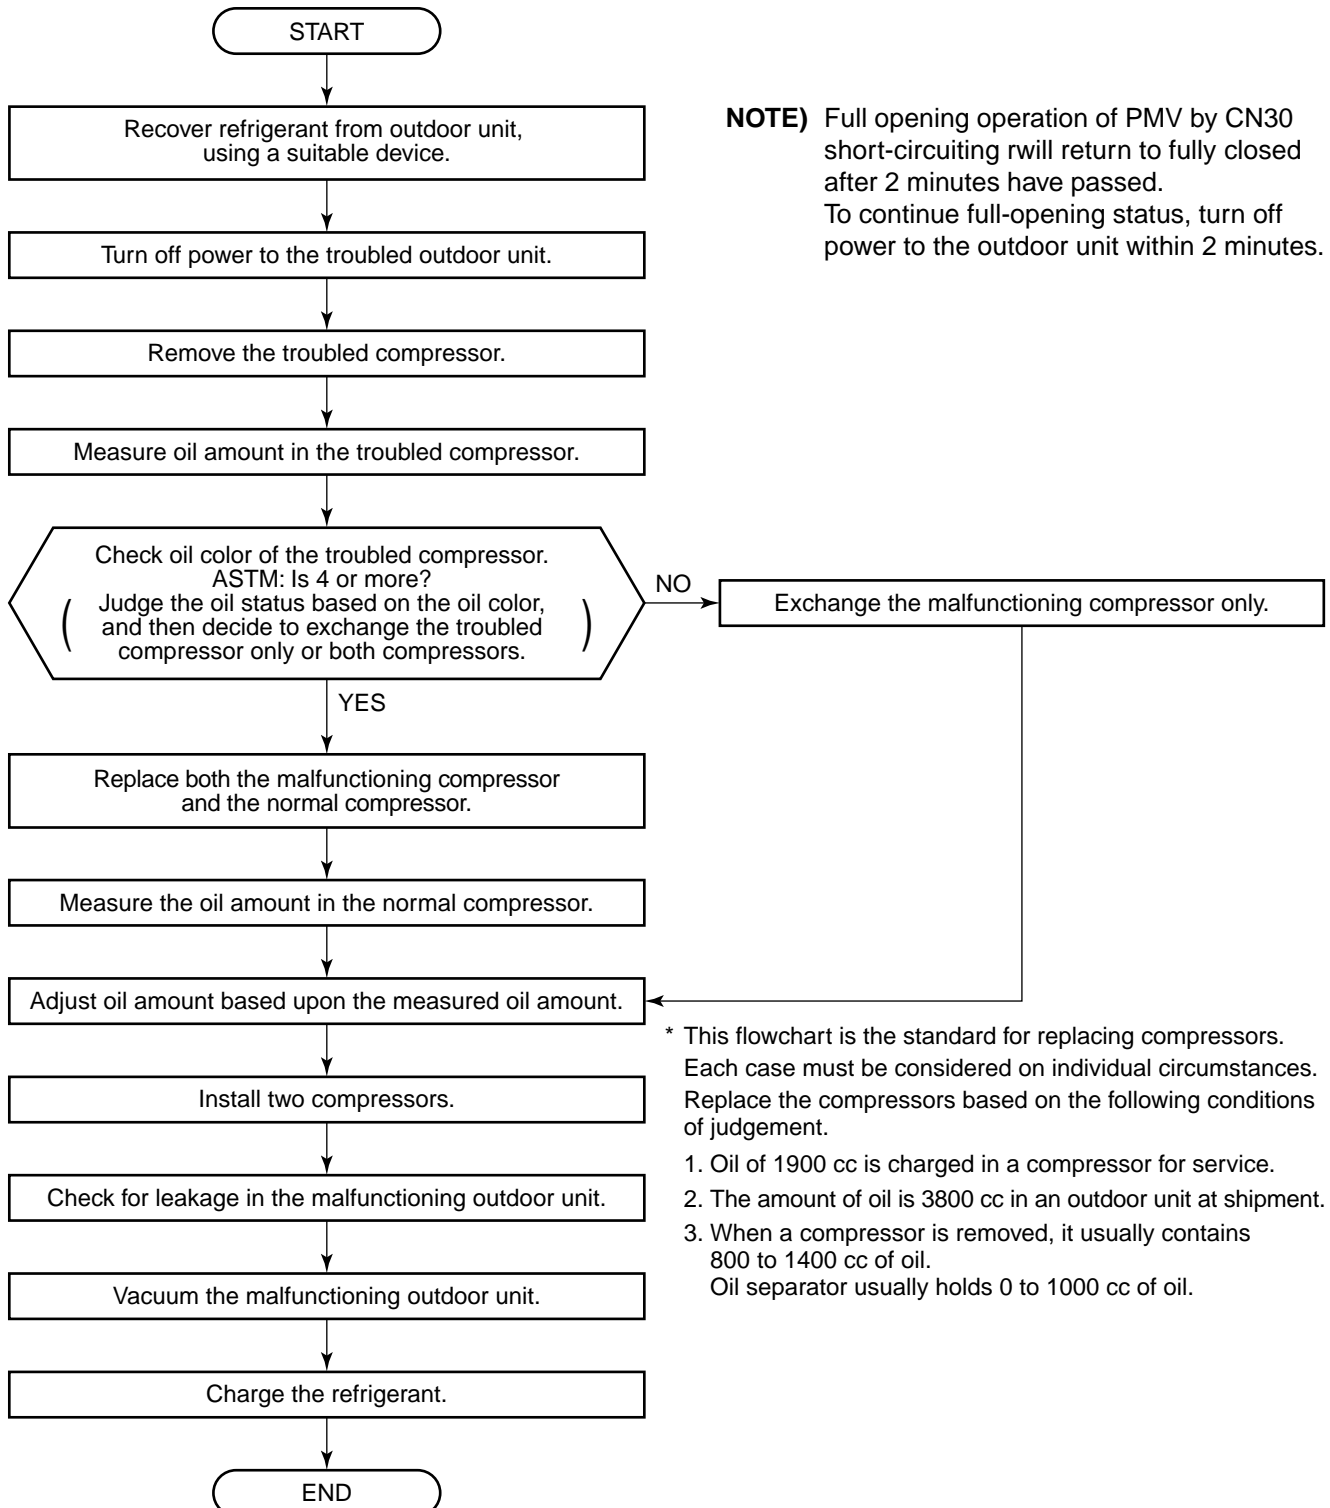 START
Recover refrigerant from outdoor unit,
using a suitable device.
NOTE) Full opening operation of PMV by CN30
short-circuiting rwill return to fully closed
after 2 minutes have passed.
To continue full-opening status, turn off
power to the outdoor unit within 2 minutes.
Turn off power to the troubled outdoor unit.
Remove the troubled compressor.
Measure oil amount in the troubled compressor.
Check oil color of the troubled compressor.
ASTM: Is 4 or more?
( Judge the oil status based on the oil color,
and then decide to exchange the troubled
compressor only or both compressors. )
NO
Exchange the malfunctioning compressor only.
YES
Replace both the malfunctioning compressor
and the normal compressor.
Measure the oil amount in the normal compressor.
Adjust oil amount based upon the measured oil amount.
Install two compressors.
Check for leakage in the malfunctioning outdoor unit.
Vacuum the malfunctioning outdoor unit.
Charge the refrigerant.
END
* This flowchart is the standard for replacing compressors.
Each case must be considered on individual circumstances.
Replace the compressors based on the following conditions
of judgement.
1. Oil of 1900 cc is charged in a compressor for service.
2. The amount of oil is 3800 cc in an outdoor unit at shipment.
3. When a compressor is removed, it usually contains
800 to 1400 cc of oil.
Oil separator usually holds 0 to 1000 cc of oil.